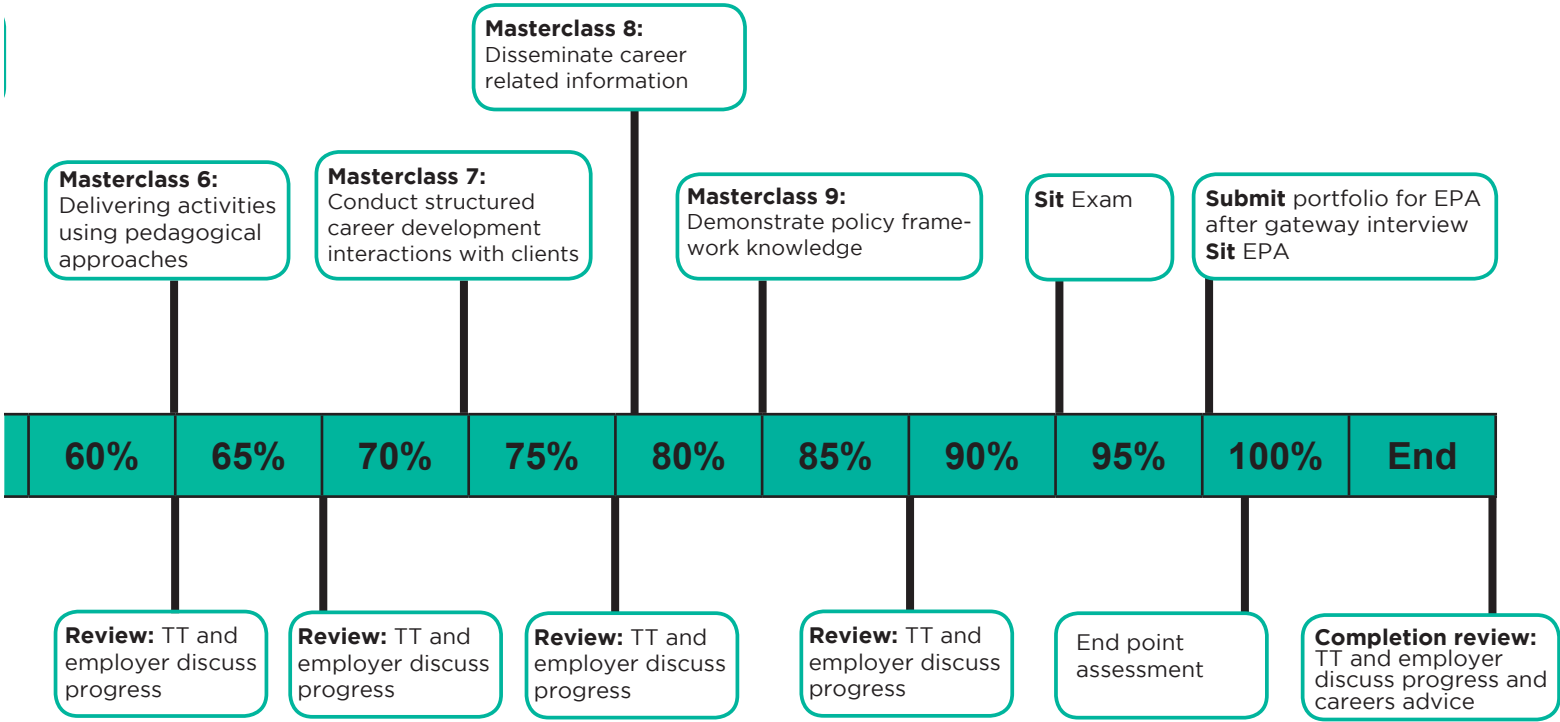 Masterclass 8:
Disseminate career
related information
Masterclass 6:
Delivering activities
using pedagogical
approaches
Masterclass 7:
Conduct structured
career development
interactions with clients
Masterclass 9:
Demonstrate policy frame-
work knowledge
Sit Exam
Submit portfolio for EPA
after gateway interview
Sit EPA
60% 65% 70% 75% 80% 85% 90% 95% 100% End
Review: TT and
employer discuss
progress
Review: TT and
employer discuss
progress
Review: TT and
employer discuss
progress
Review: TT and
employer discuss
progress
End point
assessment
Completion review:
TT and employer
discuss progress and
careers advice